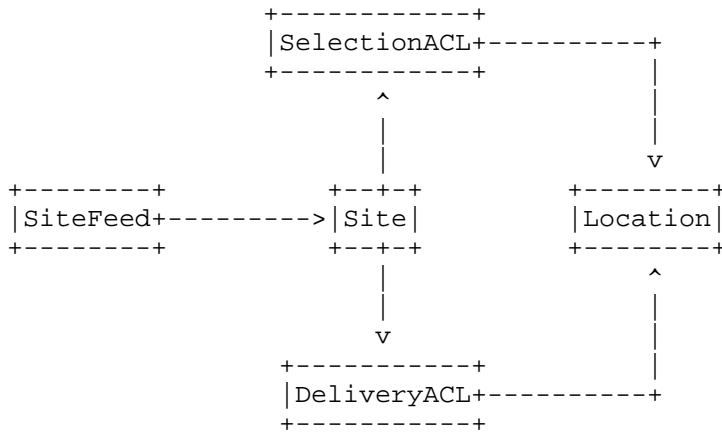 SelectionACL
SiteFeed Site Location
DeliveryACL